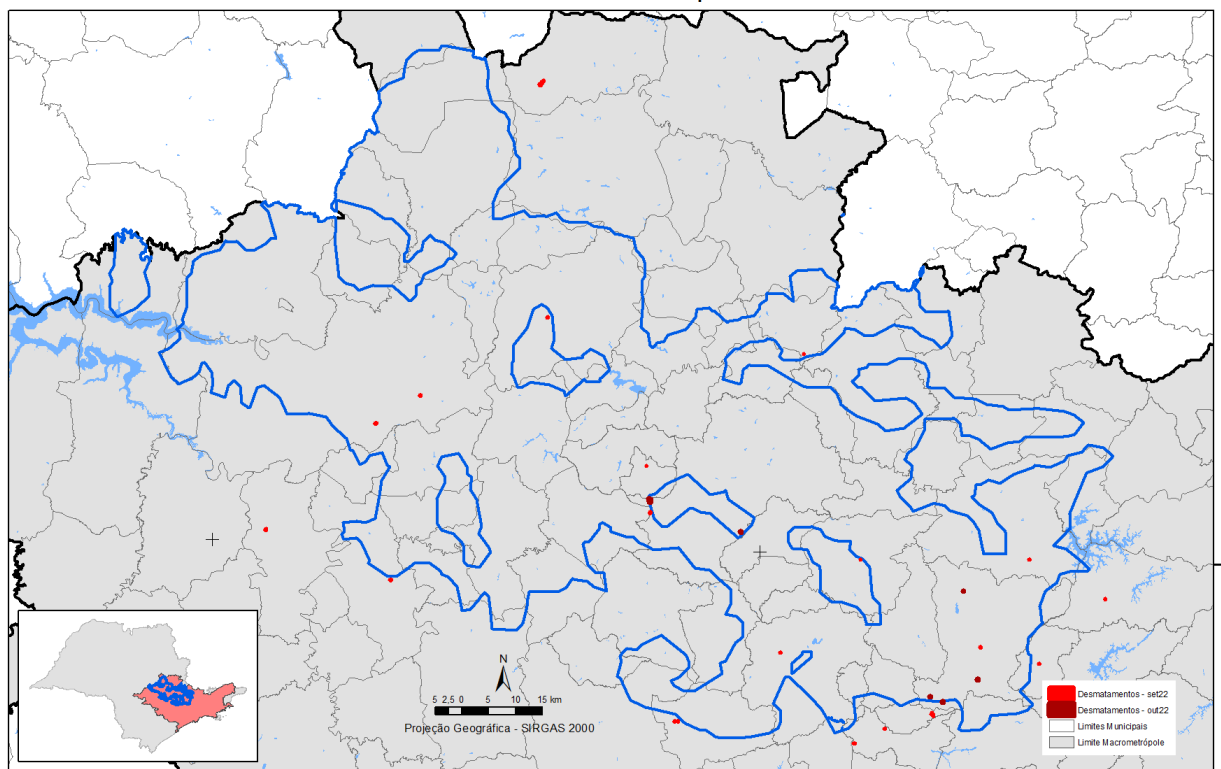 N
5 2,5 0 5 10 15 km
Projeção Geográfica - SIRGAS 2000
Desmatamentos - set22
Desmatamentos - out22
Limites Municipais
Limite Macrometrópole